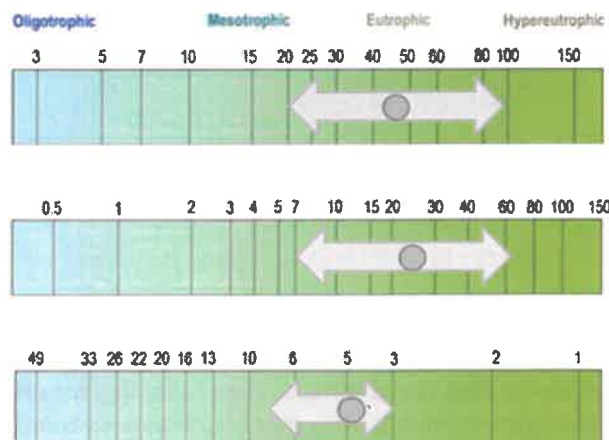 Oligotrophic Mesotrophic Eutrophic Hypereutrophic
3 5 7 10 15 20 25 30 40 50 60 80 100 150
0.5 1 2 3 4 5 7 10 15 20 30 40 60 80 100 150
49 33 26 22 20 16 13 10 6 5 3 2 1